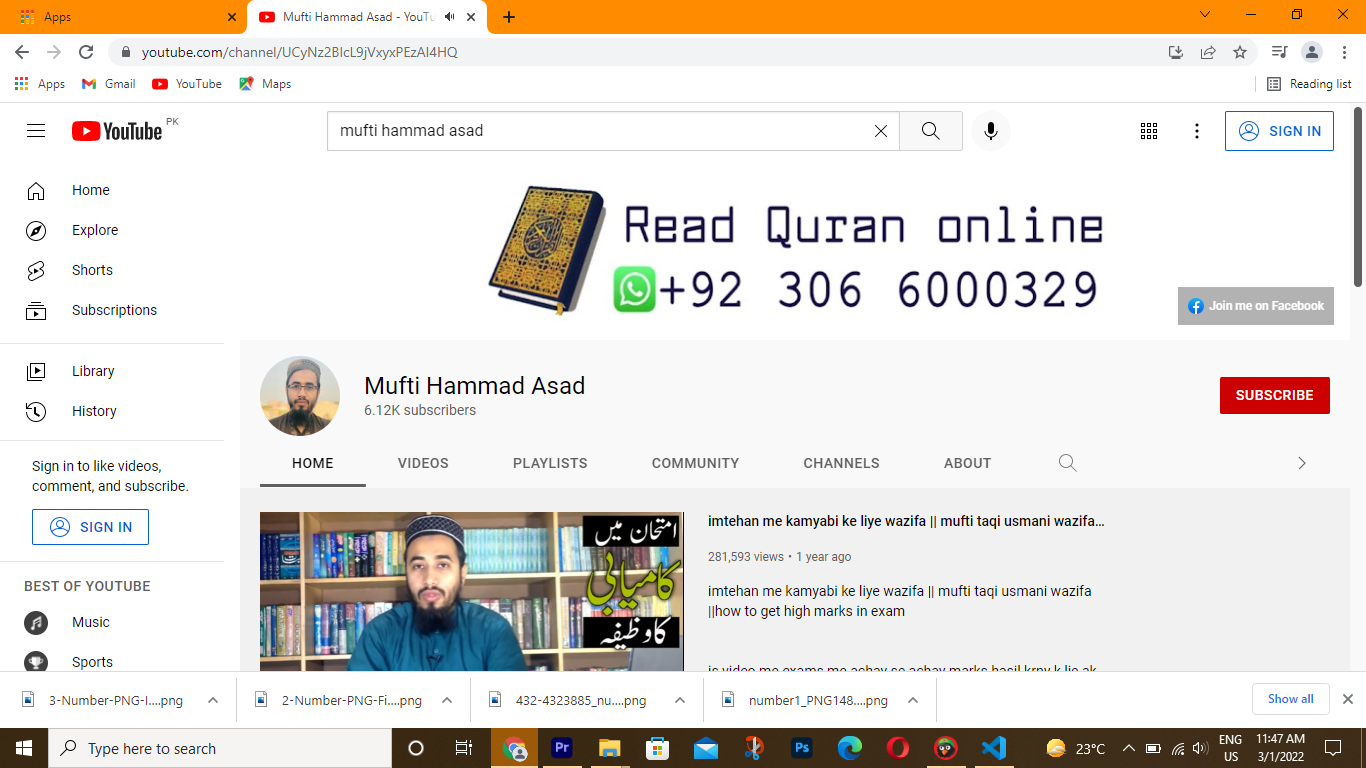 Apps
Mufti Hammad Asad - YouTu
youtube.com/channel/UCyNz2BIcL9jVxyxPEzAl4HQ
Apps Gmail YouTube Maps Reading list
YouTube PK
mufti hammad asad
SIGN IN
Home
Explore
Shorts
Subscriptions
Library
History
Sign in to like videos,
comment, and subscribe.
SIGN IN
BEST OF YOUTUBE
Music
Sports
Read Quran online
+92 306 6000329
Join me on Facebook
Mufti Hammad Asad
6.12K subscribers
SUBSCRIBE
HOME VIDEOS PLAYLISTS COMMUNITY CHANNELS ABOUT
امتحان میں
کامیابی
کا وظیفہ
imtehan me kamyabi ke liye wazifa || mufti taqi usmani wazifa...
281,593 views • 1 year ago
imtehan me kamyabi ke liye wazifa || mufti taqi usmani wazifa
||how to get high marks in exam
is video me exams me achay se achay marks hasil krny k lie ak
3-Number-PNG-I....png 2-Number-PNG-Fi....png 432-4323885_nu....png number1_PNG148....png Show all
Type here to search
Pr
Ps
23°C
ENG
US
11:47 AM
3/1/2022